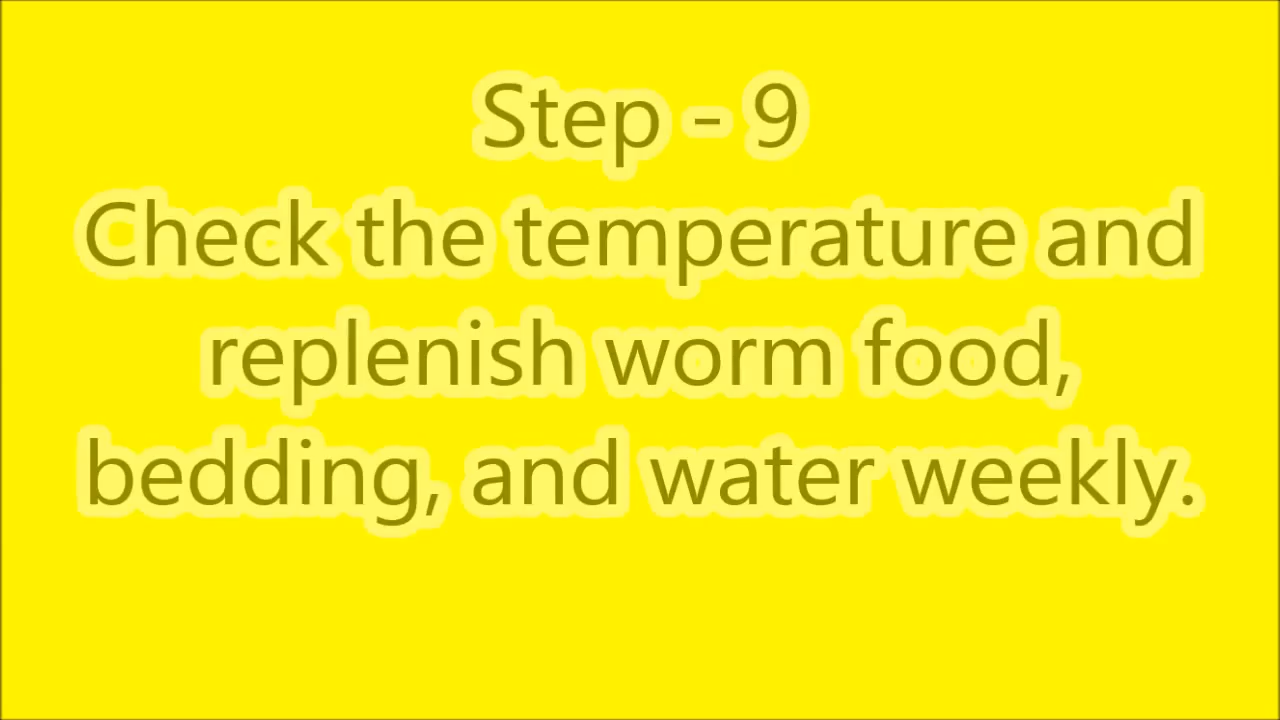 Step - 9
Check the temperature and
replenish worm food,
bedding, and water weekly.